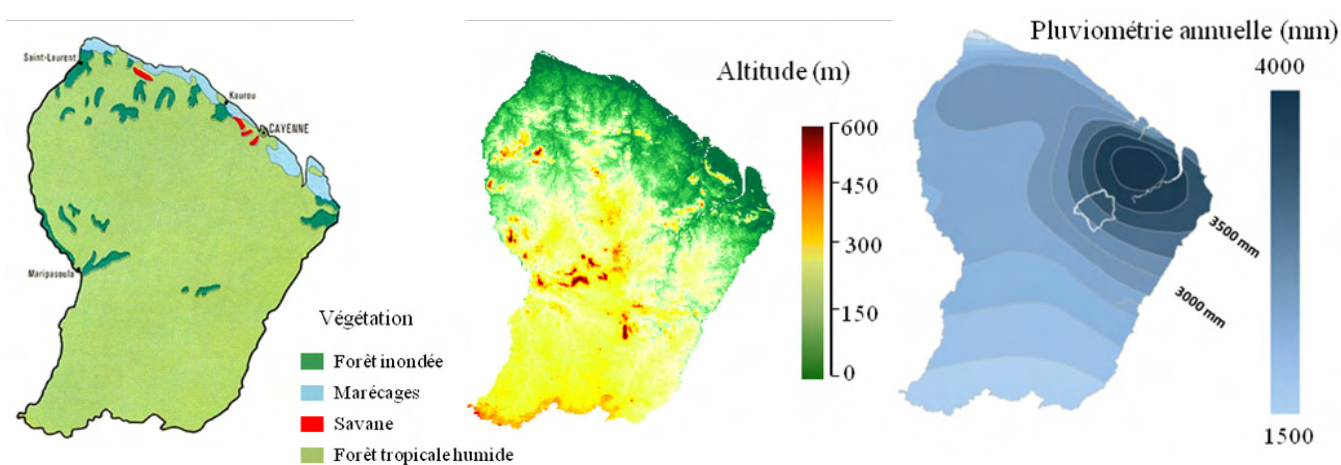 Saint-Laurent
Kourou
CAYENNE
Maripasoula
Végétation
Forêt inondée
Marécages
Savane
Forêt tropicale humide
Altitude (m)
600
450
300
150
0
Pluviométrie annuelle (mm)
4000
3500 mm
3000 mm
1500